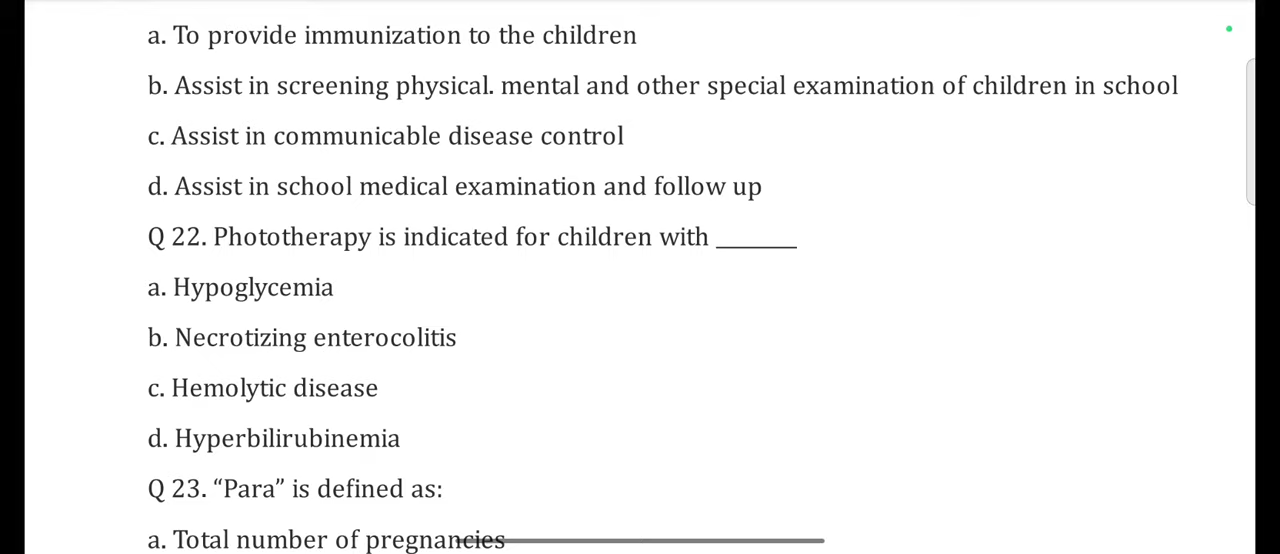 a. To provide immunization to the children
b. Assist in screening physical. mental and other special examination of children in school
c. Assist in communicable disease control
d. Assist in school medical examination and follow up
Q 22. Phototherapy is indicated for children with _______
a. Hypoglycemia
b. Necrotizing enterocolitis
c. Hemolytic disease
d. Hyperbilirubinemia
Q 23. “Para” is defined as:
a. Total number of pregnancies